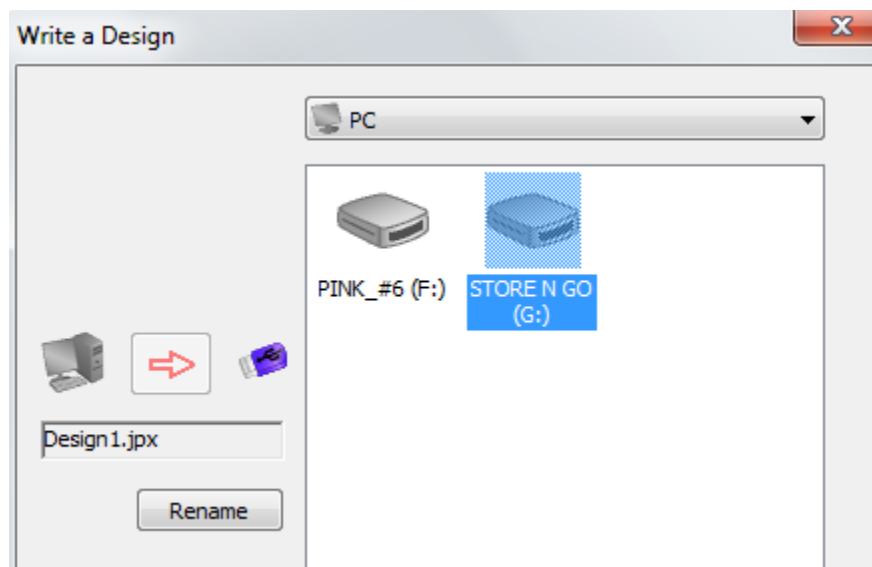 Write a Design
PC
PINK_#6 (F:)
STORE N GO
(G:)
Design1.jpx
Rename